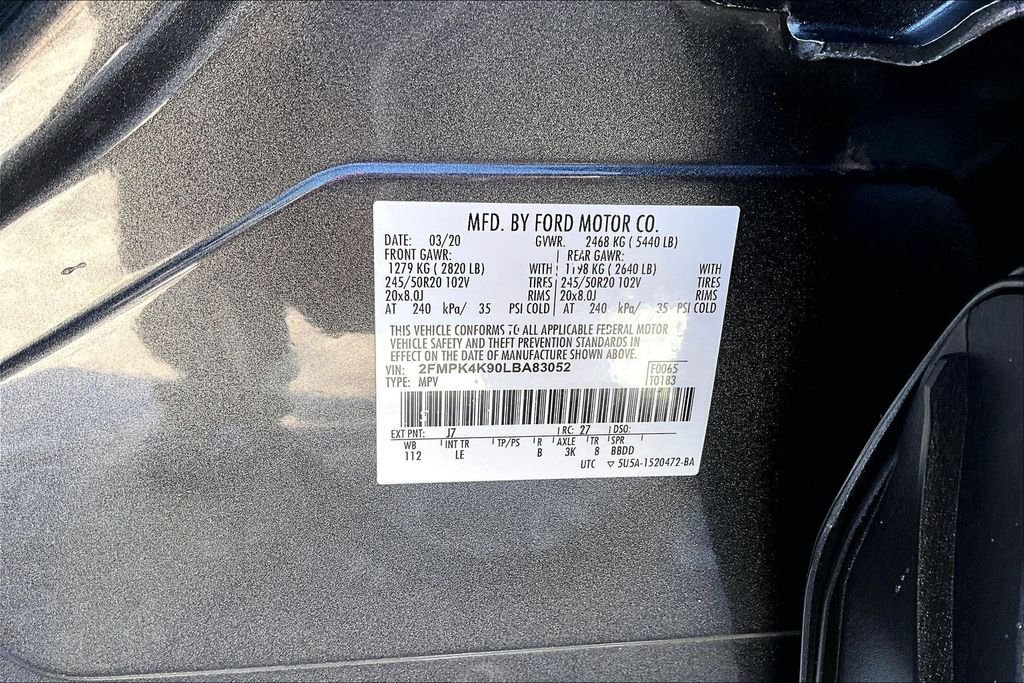 MFD. BY FORD MOTOR CO.
DATE: 03/20 GVWR. 2468 KG ( 5440 LB)
FRONT GAWR: REAR GAWR:
1279 KG ( 2820 LB) WITH 1198 KG ( 2640 LB) WITH
245/50R20 102V TIRES 245/50R20 102V TIRES
20x8.0J RIMS 20x8.0J RIMS
AT 240 kPa/ 35 PSI COLD AT 240 kPa/ 35 PSI COLD
THIS VEHICLE CONFORMS TO ALL APPLICABLE FEDERAL MOTOR
VEHICLE SAFETY AND THEFT PREVENTION STANDARDS IN
EFFECT ON THE DATE OF MANUFACTURE SHOWN ABOVE.
VIN: 2FMPK4K90LBA83052 F0065
TYPE: MPV T0183
EXT PNT: J7 RC: 27 DSO:
WB INT TR TP/PS R AXLE TR SPR
112 LE B 3K 8 BBDD
UTC ▽ 5U5A-1520472-BA